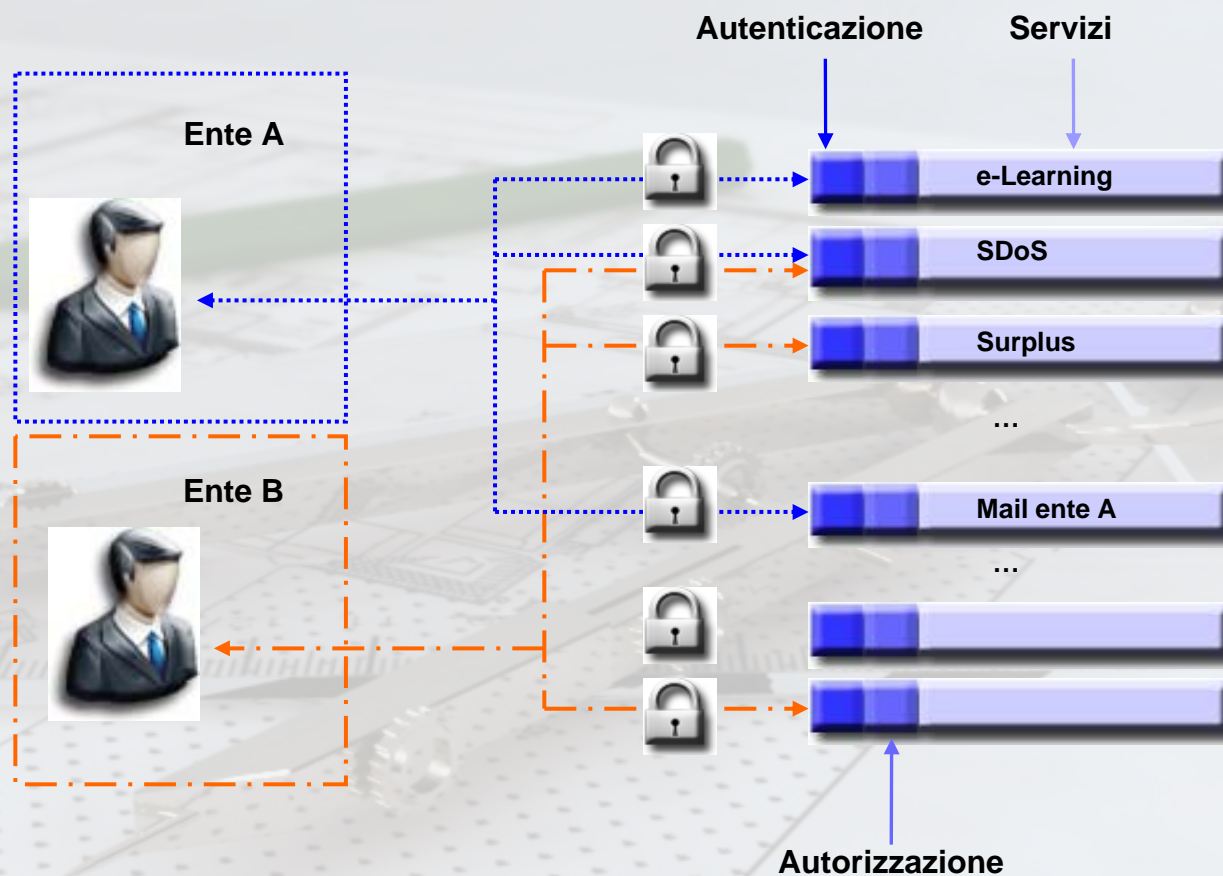 Autenticazione
Servizi
Ente A
e-Learning
SDoS
Surplus
...
Ente B
Mail ente A
...
Autorizzazione